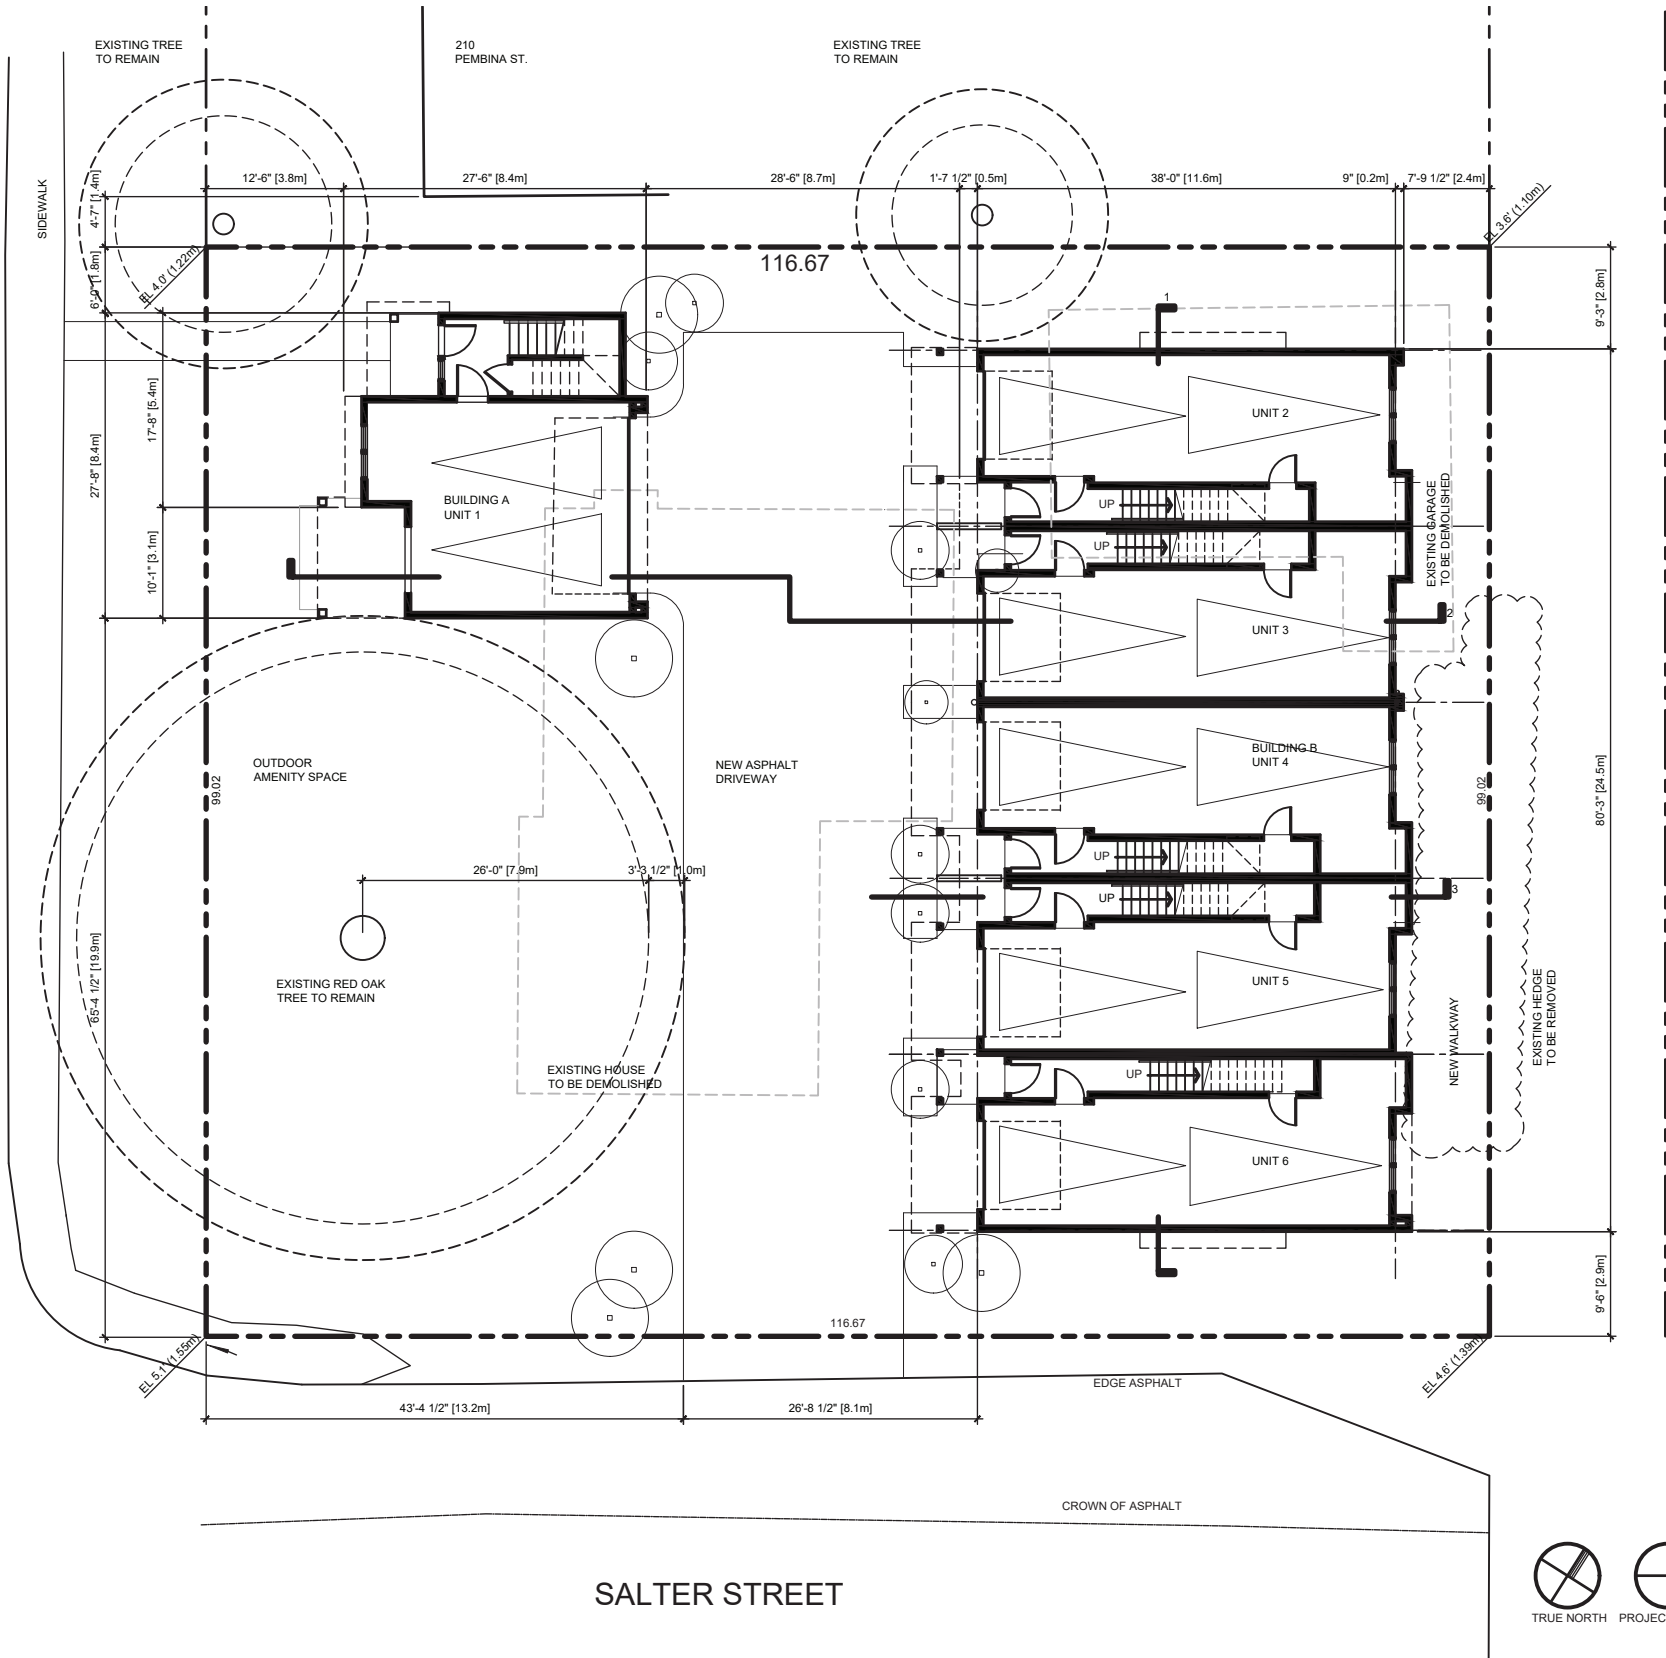 EXISTING TREE
TO REMAIN
210
PEMBINA ST.
EXISTING TREE
TO REMAIN
SIDEWALK
12'-6" [3.8m]
27'-6" [8.4m]
28'-6" [8.7m]
1'-7 1/2" [0.5m]
38'-0" [11.6m]
9" [0.2m]
7'-9 1/2" [2.4m]
4'-7" [1.4m]
6'-0" [1.8m]
EL 4.0' (1.22m)
EL 3.6' (1.10m)
116.67
9'-3" [2.8m]
1
17'-8" [5.4m]
27'-8" [8.4m]
10'-1" [3.1m]
BUILDING A
UNIT 1
UNIT 2
UP
UP
EXISTING GARAGE
TO BE DEMOLISHED
2
UNIT 3
OUTDOOR
AMENITY SPACE
99.02
NEW ASPHALT
DRIVEWAY
BUILDING B
UNIT 4
99.02
80'-3" [24.5m]
26'-0" [7.9m]
3'-3 1/2" [1.0m]
UP
UP
3
65'-4 1/2" [19.9m]
EXISTING RED OAK
TREE TO REMAIN
UNIT 5
NEW WALKWAY
EXISTING HEDGE
TO BE REMOVED
EXISTING HOUSE
TO BE DEMOLISHED
UP
UNIT 6
9'-6" [2.9m]
116.67
EL 5.1' (1.55m)
EL 4.6' (1.39m)
EDGE ASPHALT
43'-4 1/2" [13.2m]
26'-8 1/2" [8.1m]
CROWN OF ASPHALT
SALTER STREET
TRUE NORTH
PROJEC